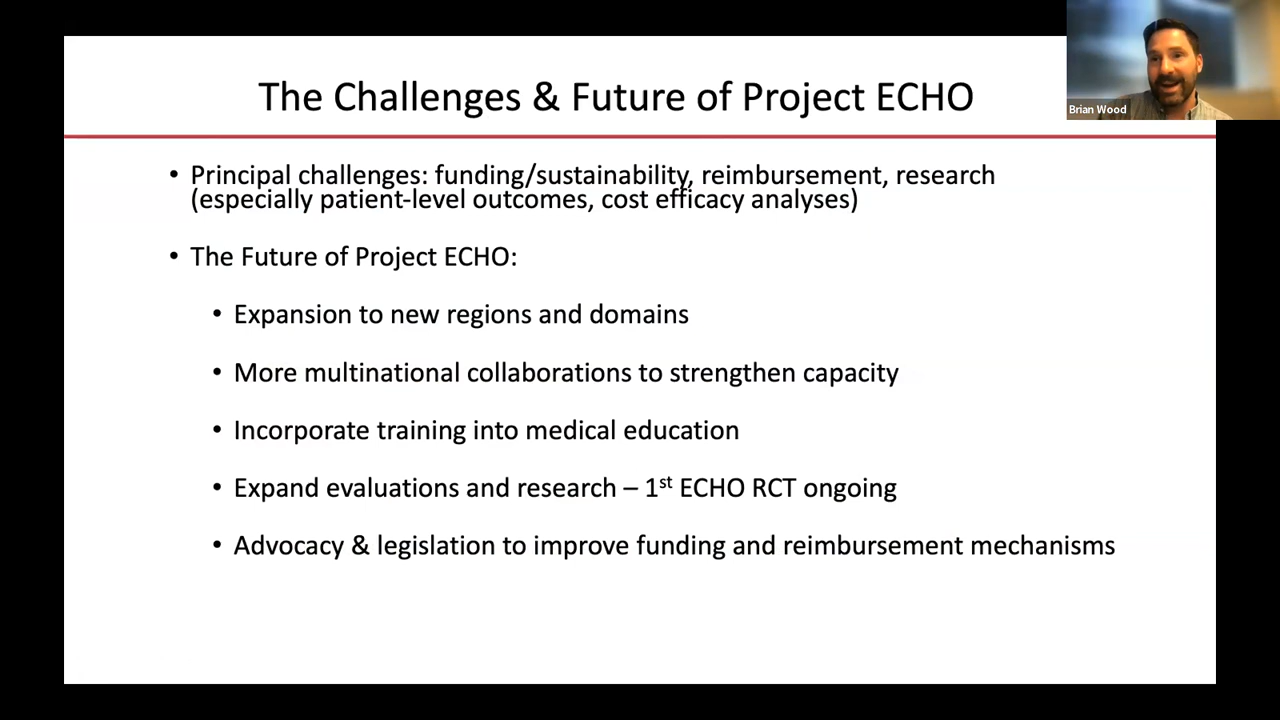 The Challenges & Future of Project ECHO
Brian Wood
• Principal challenges: funding/sustainability, reimbursement, research
(especially patient-level outcomes, cost efficacy analyses)
• The Future of Project ECHO:
• Expansion to new regions and domains
• More multinational collaborations to strengthen capacity
• Incorporate training into medical education
• Expand evaluations and research – 1st ECHO RCT ongoing
• Advocacy & legislation to improve funding and reimbursement mechanisms